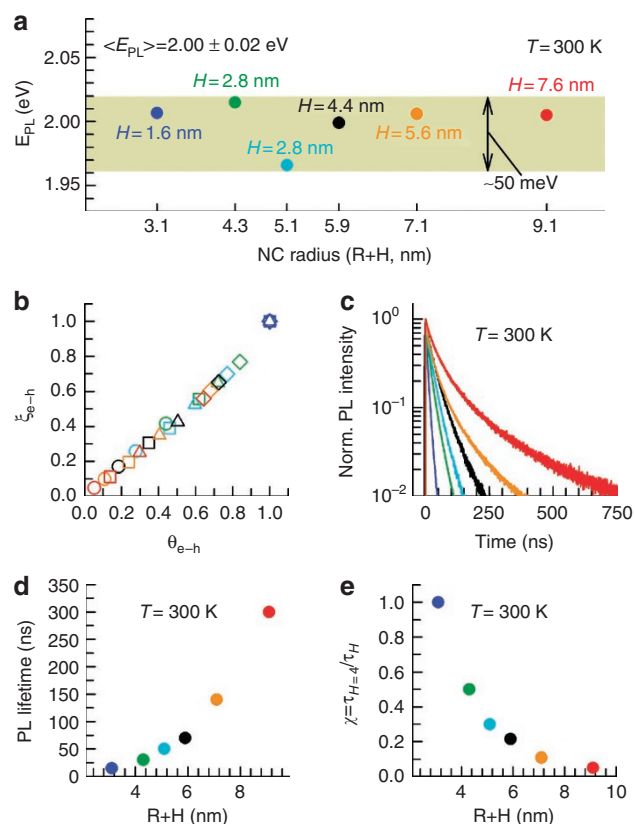 a
<E_PL>=2.00 ± 0.02 eV
T = 300 K
2.05
2.00
1.95
E_PL (eV)
H = 2.8 nm
H = 7.6 nm
H = 4.4 nm
H = 1.6 nm
H = 5.6 nm
H = 2.8 nm
~50 meV
3.1 4.3 5.1 5.9 7.1 9.1
NC radius (R+H, nm)
b
1.0
0.8
0.6
0.4
0.2
0.0
ξ_e–h
0.0 0.2 0.4 0.6 0.8 1.0
θ_e–h
c
T = 300 K
10^0
10^−1
10^−2
Norm. PL intensity
0 250 500 750
Time (ns)
d
T = 300 K
350
300
250
200
150
100
50
0
PL lifetime (ns)
4 6 8
R+H (nm)
e
T = 300 K
1.0
0.8
0.6
0.4
0.2
0.0
χ=τ_H=4/τ_H
4 6 8 10
R+H (nm)